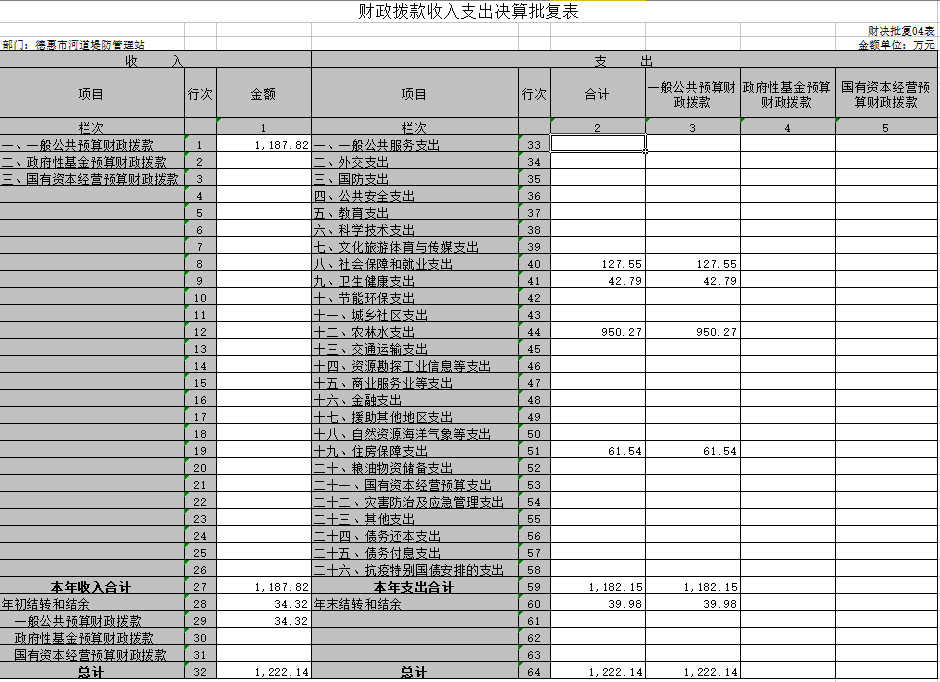 财政拨款收入支出决算批复表
财决批复04表
部门：德惠市河道堤防管理站 金额单位：万元
收 入 支 出
项目 行次 金额 项目 行次 合计 一般公共预算财政拨款 政府性基金预算财政拨款 国有资本经营预算财政拨款
栏次 1 栏次 2 3 4 5
一、一般公共预算财政拨款 1 1,187.82 一、一般公共服务支出 33
二、政府性基金预算财政拨款 2 二、外交支出 34
三、国有资本经营预算财政拨款 3 三、国防支出 35
4 四、公共安全支出 36
5 五、教育支出 37
6 六、科学技术支出 38
7 七、文化旅游体育与传媒支出 39
8 八、社会保障和就业支出 40 127.55 127.55
9 九、卫生健康支出 41 42.79 42.79
10 十、节能环保支出 42
11 十一、城乡社区支出 43
12 十二、农林水支出 44 950.27 950.27
13 十三、交通运输支出 45
14 十四、资源勘探工业信息等支出 46
15 十五、商业服务业等支出 47
16 十六、金融支出 48
17 十七、援助其他地区支出 49
18 十八、自然资源海洋气象等支出 50
19 十九、住房保障支出 51 61.54 61.54
20 二十、粮油物资储备支出 52
21 二十一、国有资本经营预算支出 53
22 二十二、灾害防治及应急管理支出 54
23 二十三、其他支出 55
24 二十四、债务还本支出 56
25 二十五、债务付息支出 57
26 二十六、抗疫特别国债安排的支出 58
本年收入合计 27 1,187.82 本年支出合计 59 1,182.15 1,182.15
年初结转和结余 28 34.32 年末结转和结余 60 39.98 39.98
一般公共预算财政拨款 29 34.32 61
政府性基金预算财政拨款 30 62
国有资本经营预算财政拨款 31 63
总计 32 1,222.14 总计 64 1,222.14 1,222.14